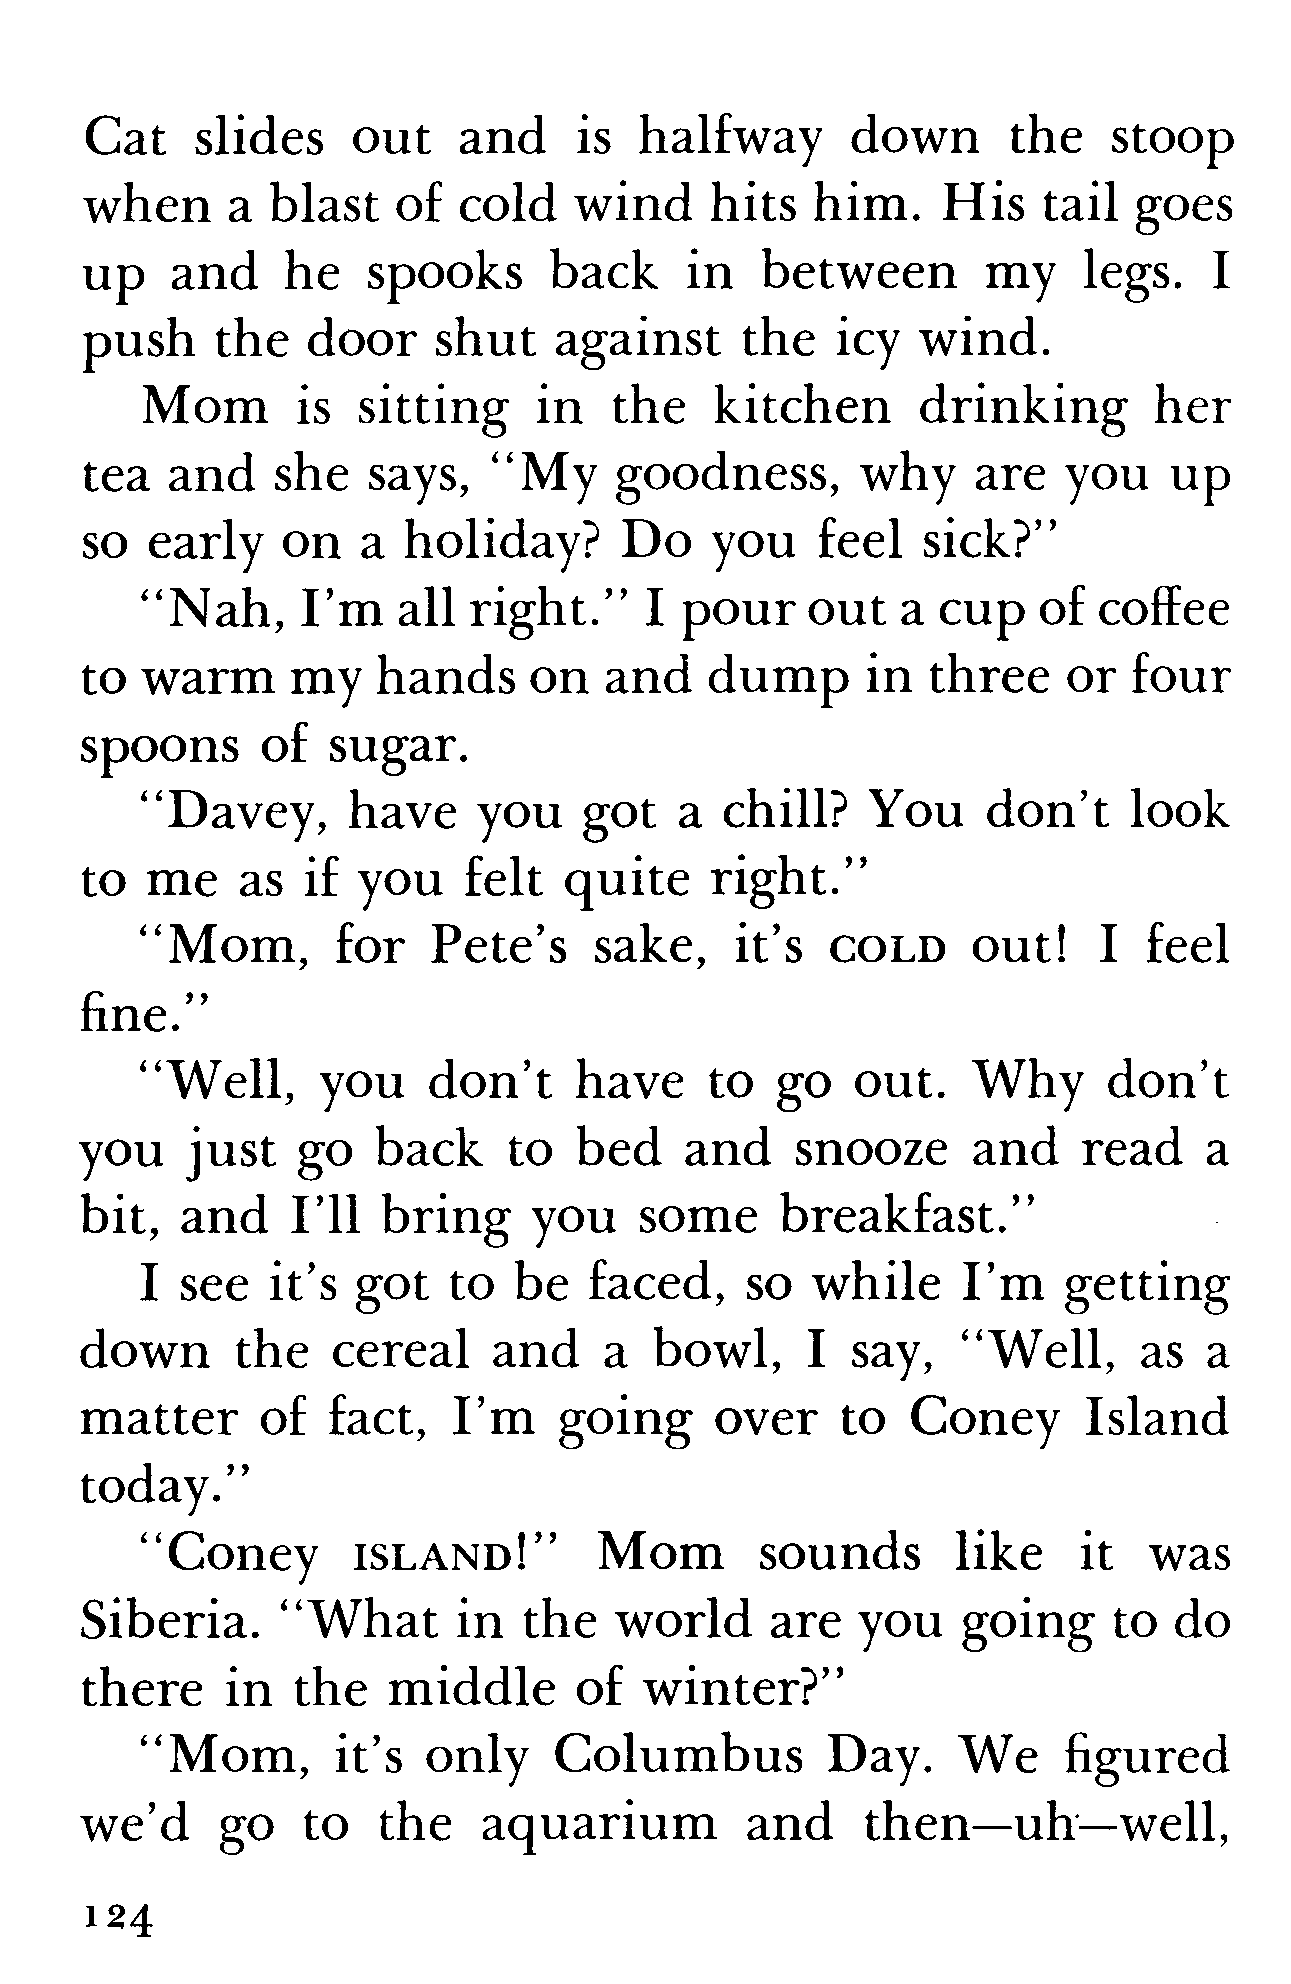 Cat slides out and is halfway down the stoop
when a blast of cold wind hits him. His tail goes
up and he spooks back in between my legs. I
push the door shut against the icy wind.
Mom is sitting in the kitchen drinking her
tea and she says, “My goodness, why are you up
so early on a holiday? Do you feel sick?”
“Nah, I’m all right.” I pour out a cup of coffee
to warm my hands on and dump in three or four
spoons of sugar.
“Davey, have you got a chill? You don’t look
to me as if you felt quite right.”
“Mom, for Pete’s sake, it’s COLD out! I feel
fine.”
“Well, you don’t have to go out. Why don’t
you just go back to bed and snooze and read a
bit, and I’ll bring you some breakfast.”
I see it’s got to be faced, so while I’m getting
down the cereal and a bowl, I say, “Well, as a
matter of fact, I’m going over to Coney Island
today.”
“Coney ISLAND!” Mom sounds like it was
Siberia. “What in the world are you going to do
there in the middle of winter?”
“Mom, it’s only Columbus Day. We figured
we’d go to the aquarium and then—uh—well,
124